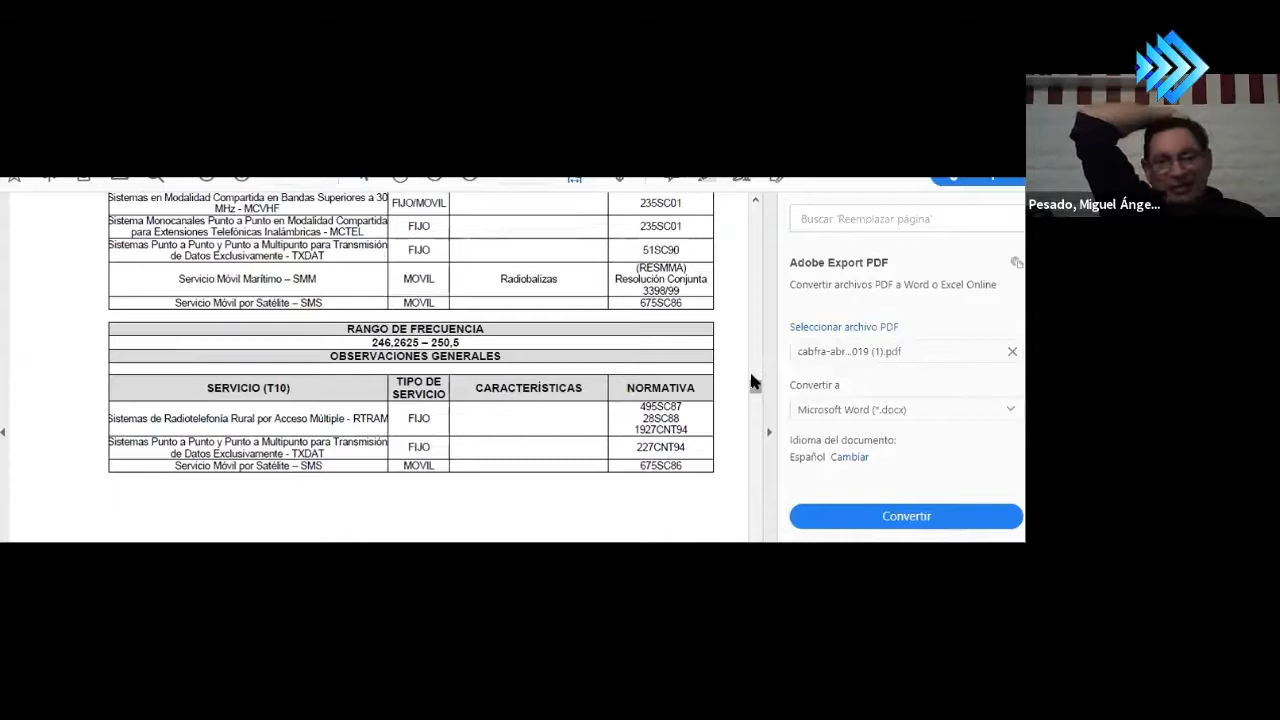 Sistemas en Modalidad Compartida en Bandas Superiores a 30
MHz - MCVHF
FIJO/MOVIL
235SC01
Sistema Monocanales Punto a Punto en Modalidad Compartida
para Extensiones Telefónicas Inalámbricas - MCTEL
FIJO
235SC01
Sistemas Punto a Punto y Punto a Multipunto para Transmisión
de Datos Exclusivamente - TXDAT
FIJO
51SC90
Servicio Móvil Marítimo – SMM
MOVIL
Radiobalizas
(RESMMA)
Resolución Conjunta
3398/99
Servicio Móvil por Satélite – SMS
MOVIL
675SC86
RANGO DE FRECUENCIA
246,2625 – 250,5
OBSERVACIONES GENERALES
SERVICIO (T10)
TIPO DE
SERVICIO
CARACTERÍSTICAS
NORMATIVA
Sistemas de Radiotelefonía Rural por Acceso Múltiple - RTRAM
FIJO
495SC87
28SC88
1927CNT94
Sistemas Punto a Punto y Punto a Multipunto para Transmisión
de Datos Exclusivamente - TXDAT
FIJO
227CNT94
Servicio Móvil por Satélite – SMS
MOVIL
675SC86
Buscar 'Reemplazar página'
Adobe Export PDF
Convertir archivos PDF a Word o Excel Online
Seleccionar archivo PDF
cabfra-abr...019 (1).pdf
Convertir a
Microsoft Word (*.docx)
Idioma del documento:
Español Cambiar
Convertir
Pesado, Miguel Ánge...